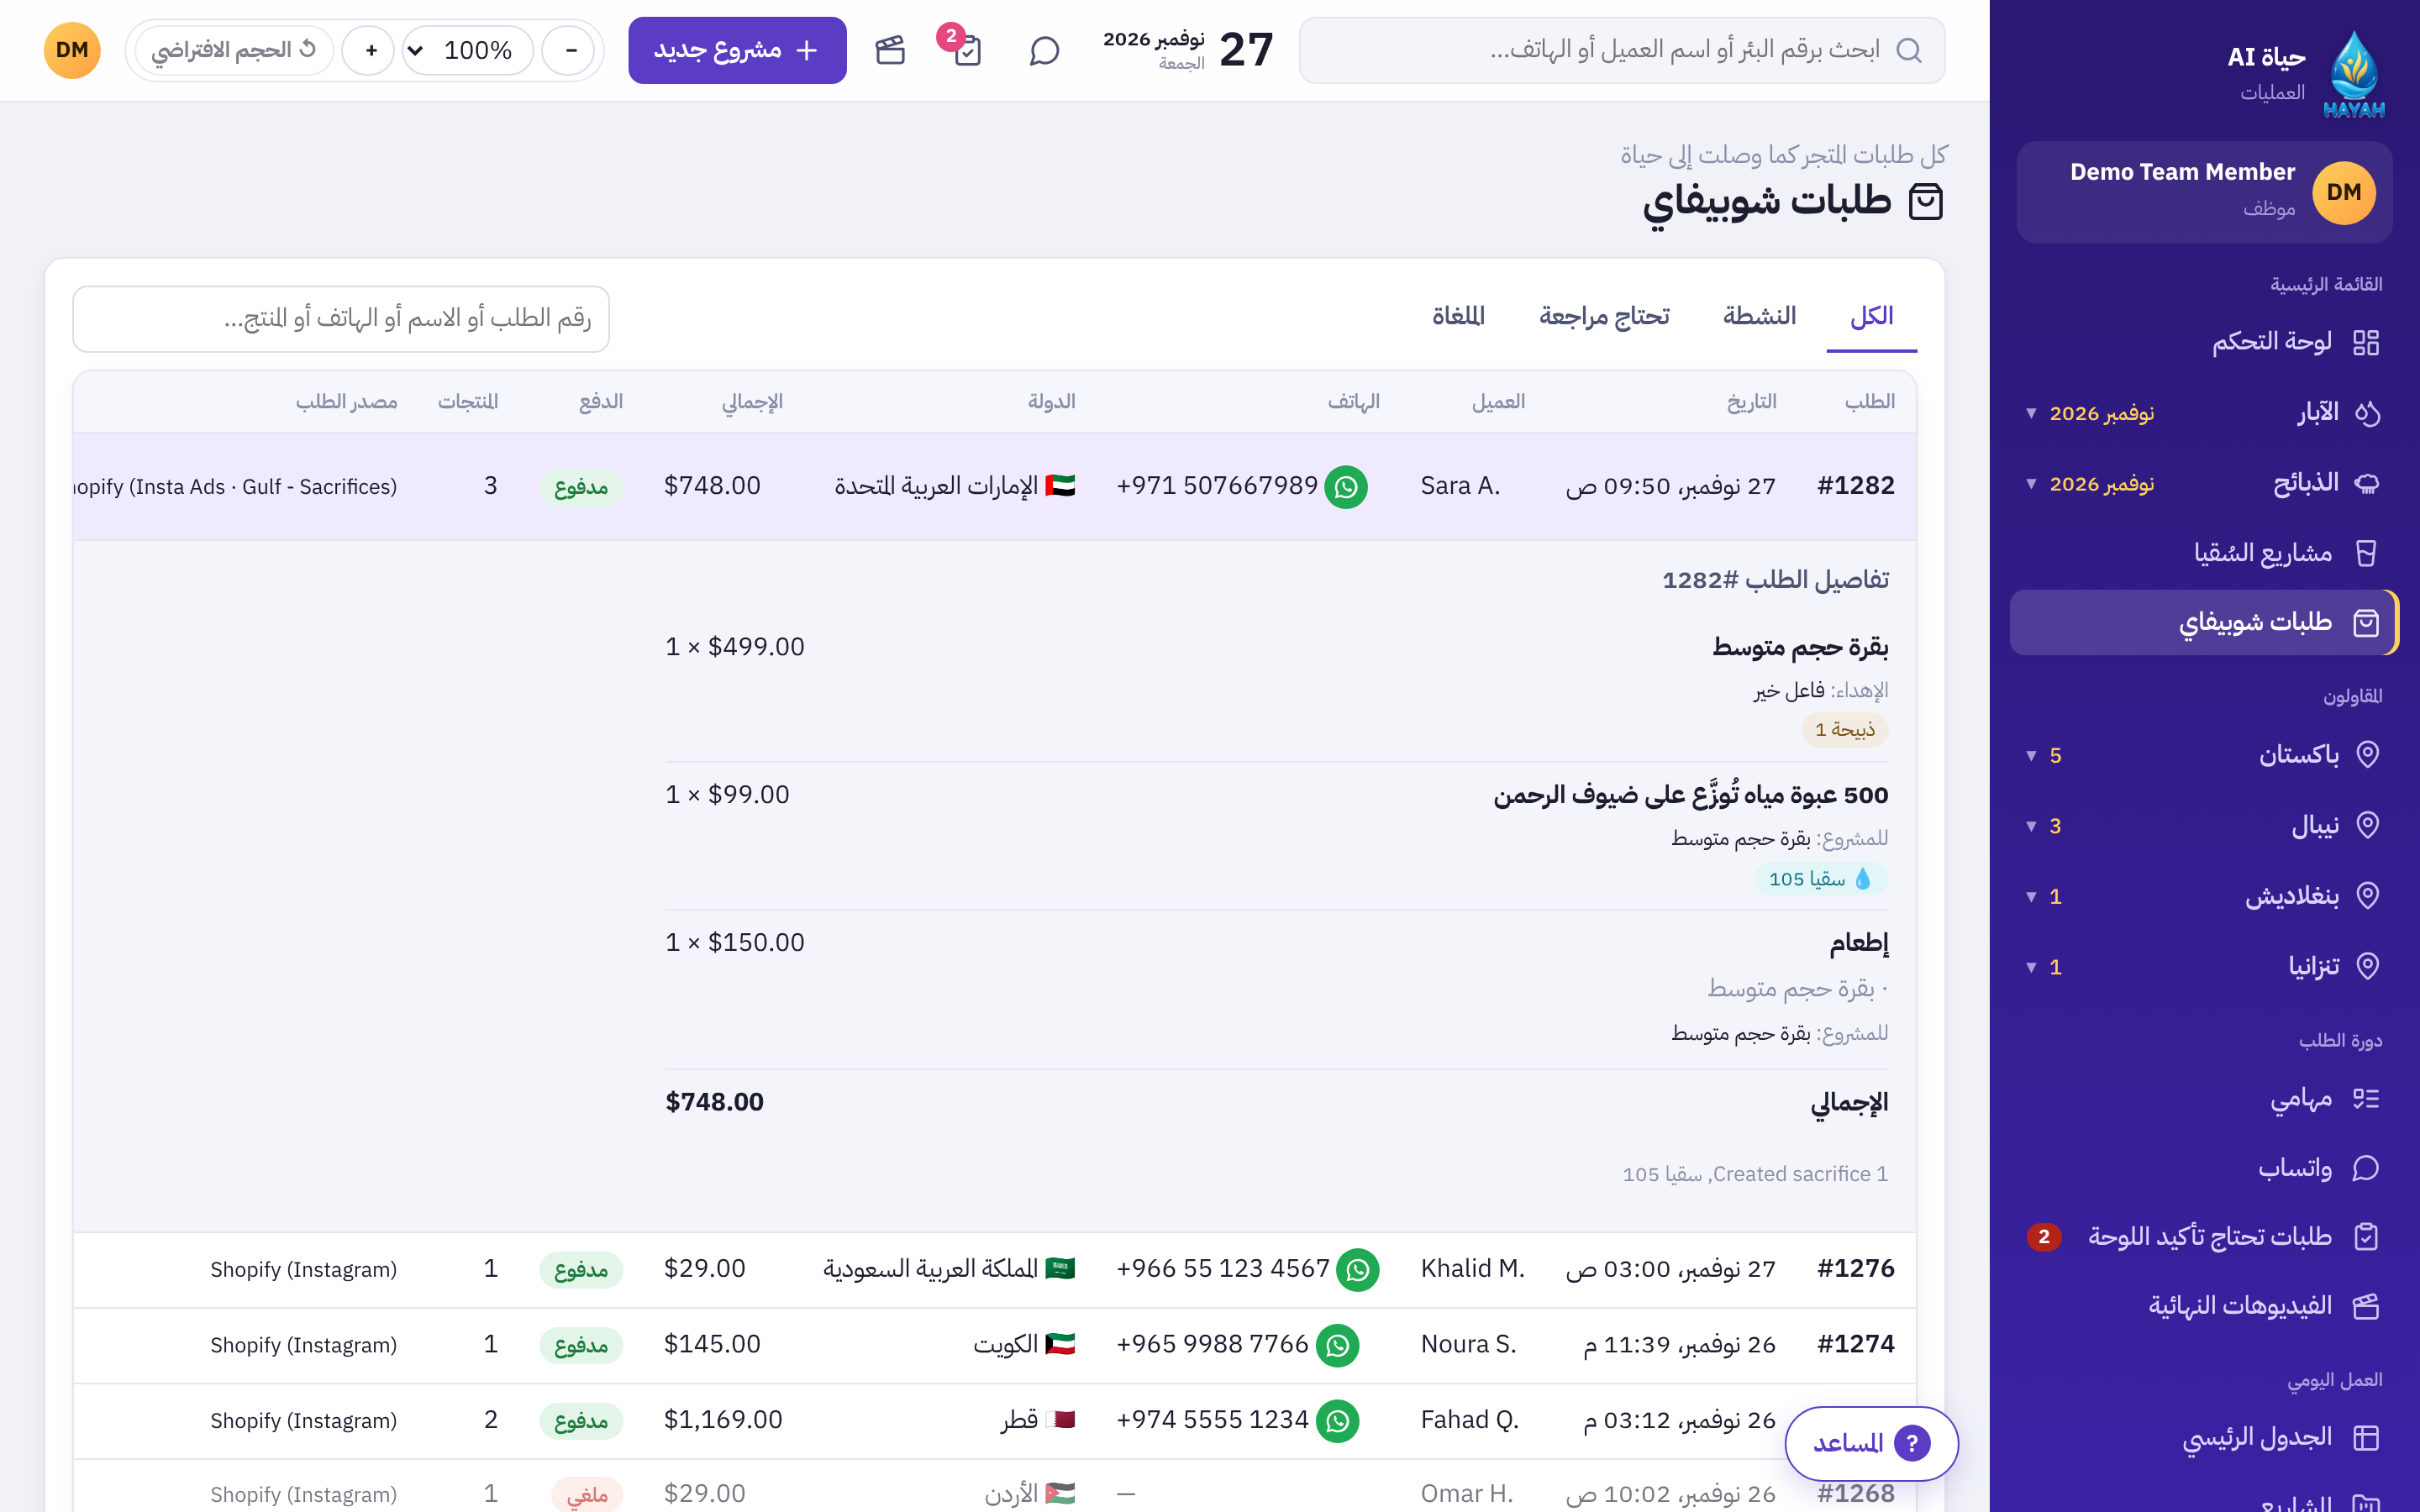 حياة AI
العمليات
HAYAH
DM
Demo Team Member
موظف
القائمة الرئيسية
لوحة التحكم
الآبار نوفمبر 2026 ▼
الذبائح نوفمبر 2026 ▼
مشاريع السُقيا
طلبات شوبيفاي
المقاولون
باكستان 5 ▼
نيبال 3 ▼
بنغلاديش 1 ▼
تنزانيا 1 ▼
دورة الطلب
مهامي
واتساب
طلبات تحتاج تأكيد اللوحة 2
الفيديوهات النهائية
العمل اليومي
الجدول الرئيسي
المشاريع
ابحث برقم البئر أو اسم العميل أو الهاتف...
27 نوفمبر 2026
الجمعة
2
+ مشروع جديد
− 100% + الحجم الافتراضي
DM
كل طلبات المتجر كما وصلت إلى حياة
طلبات شوبيفاي
الكل النشطة تحتاج مراجعة الملغاة
رقم الطلب أو الاسم أو الهاتف أو المنتج...
الطلب التاريخ العميل الهاتف الدولة الإجمالي الدفع المنتجات مصدر الطلب
#1282 27 نوفمبر، 09:50 ص Sara A. +971 507667989 الإمارات العربية المتحدة $748.00 مدفوع 3 opify (Insta Ads · Gulf - Sacrifices)
تفاصيل الطلب #1282
بقرة حجم متوسط 1 × $499.00
الإهداء: فاعل خير
ذبيحة 1
500 عبوة مياه تُوزَّع على ضيوف الرحمن 1 × $99.00
للمشروع: بقرة حجم متوسط
سقيا 105
إطعام 1 × $150.00
· بقرة حجم متوسط
للمشروع: بقرة حجم متوسط
الإجمالي $748.00
Created sacrifice 1, سقيا 105
#1276 27 نوفمبر، 03:00 ص Khalid M. +966 55 123 4567 المملكة العربية السعودية $29.00 مدفوع 1 Shopify (Instagram)
#1274 26 نوفمبر، 11:39 م Noura S. +965 9988 7766 الكويت $145.00 مدفوع 1 Shopify (Instagram)
26 نوفمبر، 03:12 م Fahad Q. +974 5555 1234 قطر $1,169.00 مدفوع 2 Shopify (Instagram)
#1268 26 نوفمبر، 10:02 ص Omar H. — الأردن $29.00 ملغي 1 Shopify (Instagram)
? المساعد